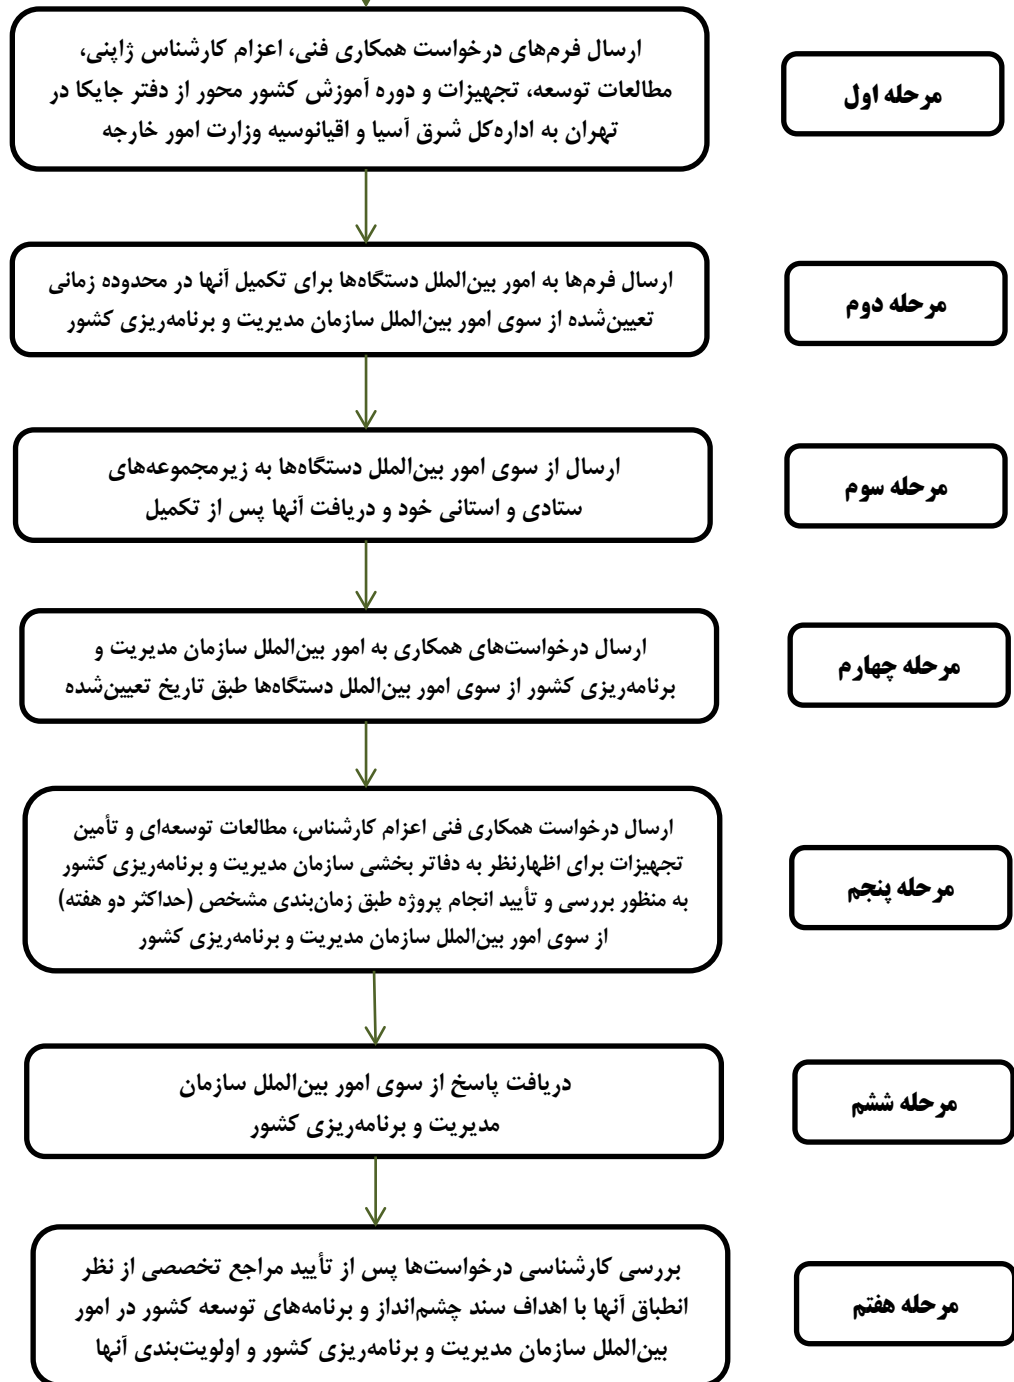 مرحله اول
ارسال فرم‌های درخواست همکاری فنی، اعزام کارشناس ژاپنی،
مطالعات توسعه، تجهیزات و دوره آموزش کشور محور از دفتر جایکا در
تهران به اداره‌کل شرق آسیا و اقیانوسیه وزارت امور خارجه
مرحله دوم
ارسال فرم‌ها به امور بین‌الملل دستگاه‌ها برای تکمیل آنها در محدوده زمانی
تعیین‌شده از سوی امور بین‌الملل سازمان مدیریت و برنامه‌ریزی کشور
مرحله سوم
ارسال از سوی امور بین‌الملل دستگاه‌ها به زیرمجموعه‌های
ستادی و استانی خود و دریافت آنها پس از تکمیل
مرحله چهارم
ارسال درخواست‌های همکاری به امور بین‌الملل سازمان مدیریت و
برنامه‌ریزی کشور از سوی امور بین‌الملل دستگاه‌ها طبق تاریخ تعیین‌شده
مرحله پنجم
ارسال درخواست همکاری فنی اعزام کارشناس، مطالعات توسعه‌ای و تأمین
تجهیزات برای اظهارنظر به دفاتر بخشی سازمان مدیریت و برنامه‌ریزی کشور
به منظور بررسی و تأیید انجام پروژه طبق زمان‌بندی مشخص (حداکثر دو هفته)
از سوی امور بین‌الملل سازمان مدیریت و برنامه‌ریزی کشور
مرحله ششم
دریافت پاسخ از سوی امور بین‌الملل سازمان
مدیریت و برنامه‌ریزی کشور
مرحله هفتم
بررسی کارشناسی درخواست‌ها پس از تأیید مراجع تخصصی از نظر
انطباق آنها با اهداف سند چشم‌انداز و برنامه‌های توسعه کشور در امور
بین‌الملل سازمان مدیریت و برنامه‌ریزی کشور و اولویت‌بندی آنها